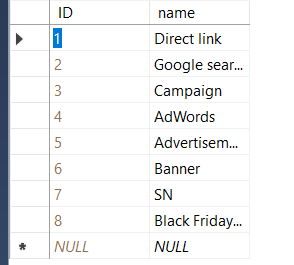 ID name
1 Direct link
2 Google sear...
3 Campaign
4 AdWords
5 Advertisem...
6 Banner
7 SN
8 Black Friday...
* NULL NULL